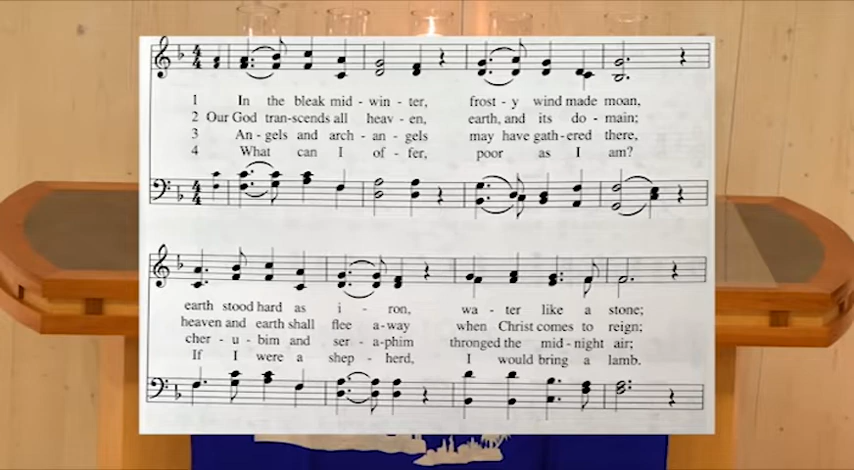 1 In the bleak mid - win - ter, frost - y wind made moan,
2 Our God tran - scends all heav - en, earth, and its do - main;
3 An - gels and arch - an - gels may have gath - ered there,
4 What can I of - fer, poor as I am?
earth stood hard as i - ron, wa - ter like a stone;
heaven and earth shall flee a - way when Christ comes to reign;
cher - u - bim and ser - a - phim thronged the mid - night air;
If I were a shep - herd, I would bring a lamb.